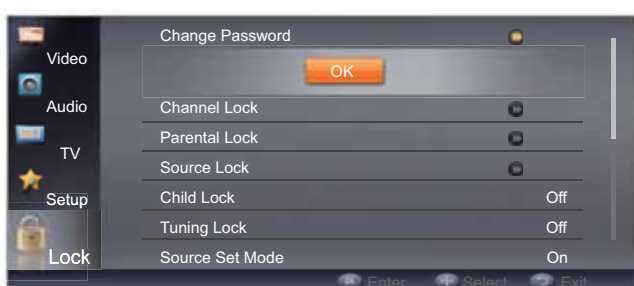 Video
Audio
TV
Setup
Lock
Change Password
OK
Channel Lock
Parental Lock
Source Lock
Child Lock Off
Tuning Lock Off
Source Set Mode On
Enter Select Exit